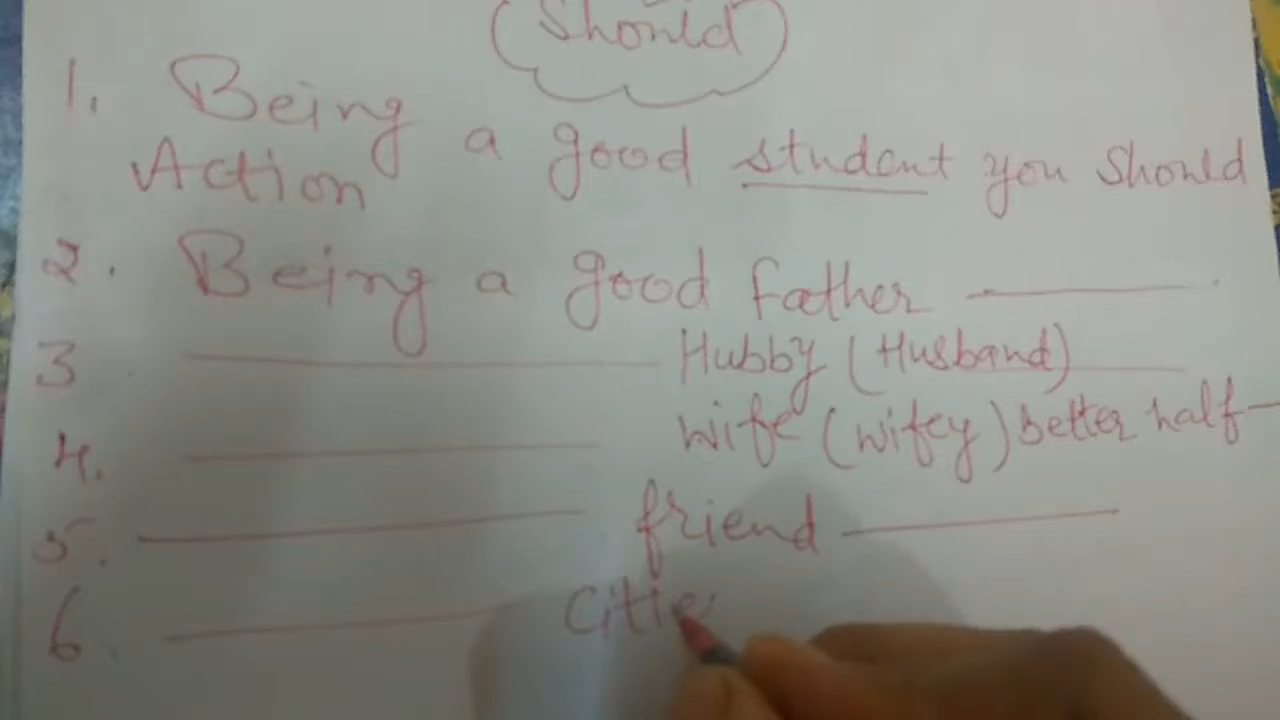 Should
1. Being a good student you should
Action
2. Being a good father
3 Hubby (Husband)
4. wife (wifey) better half
5. friend
6. Citize